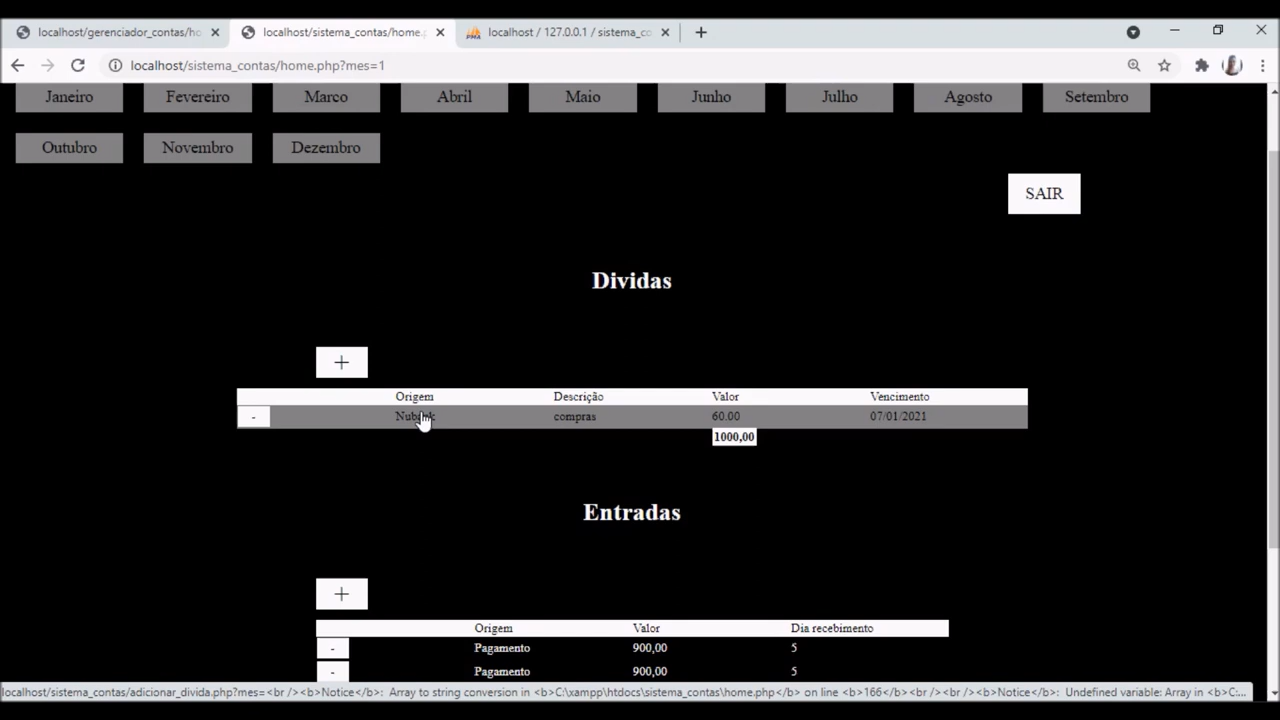 localhost/gerenciador_contas/ho
localhost/sistema_contas/home.
localhost / 127.0.0.1 / sistema_co
localhost/sistema_contas/home.php?mes=1
Janeiro Fevereiro Marco Abril Maio Junho Julho Agosto Setembro
Outubro Novembro Dezembro
SAIR
Dividas
+
Origem Descrição Valor Vencimento
- Nubank compras 60.00 07/01/2021
1000,00
Entradas
+
Origem Valor Dia recebimento
- Pagamento 900,00 5
- Pagamento 900,00 5
localhost/sistema_contas/adicionar_divida.php?mes=<br /><b>Notice</b>: Array to string conversion in <b>C:\xampp\htdocs\sistema_contas\home.php</b> on line <b>166</b><br /><br /><b>Notice</b>: Undefined variable: Array in <b>C:...